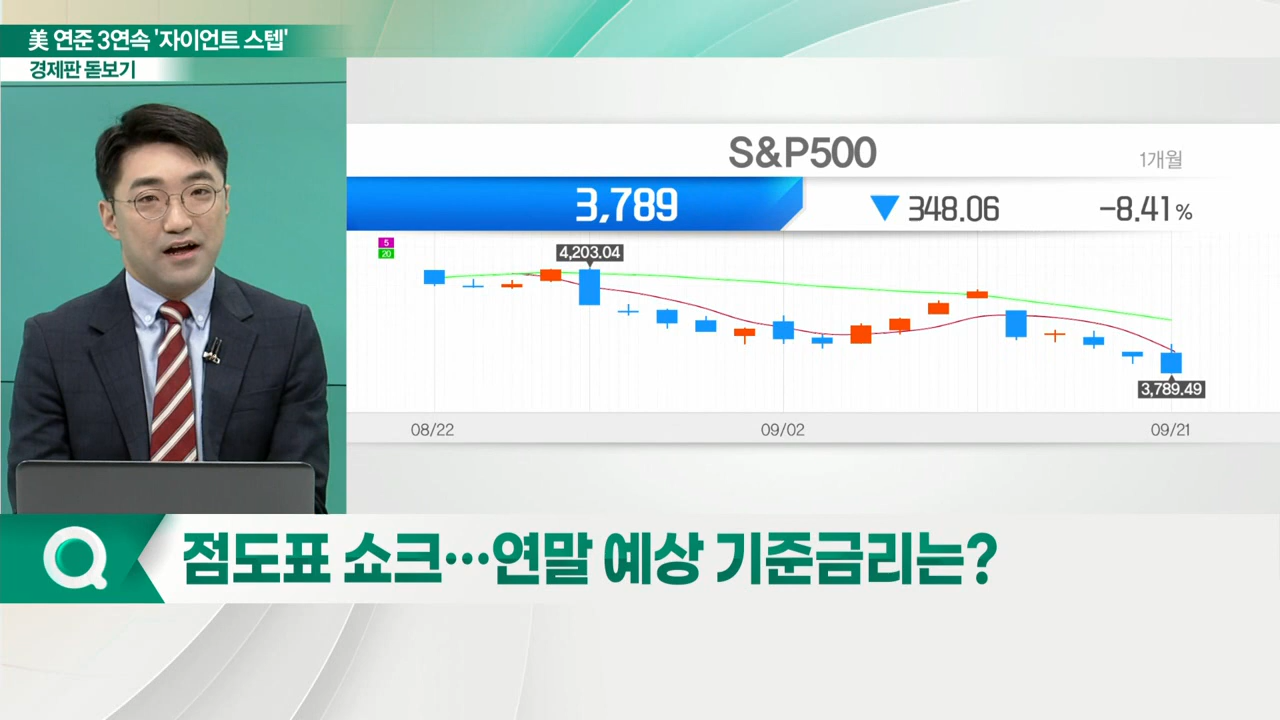 美 연준 3연속 '자이언트 스텝'
경제판 돋보기
S&P500
1개월
3,789 ▼ 348.06 -8.41%
5
20
4,203.04
3,789.49
08/22 09/02 09/21
점도표 쇼크…연말 예상 기준금리는?